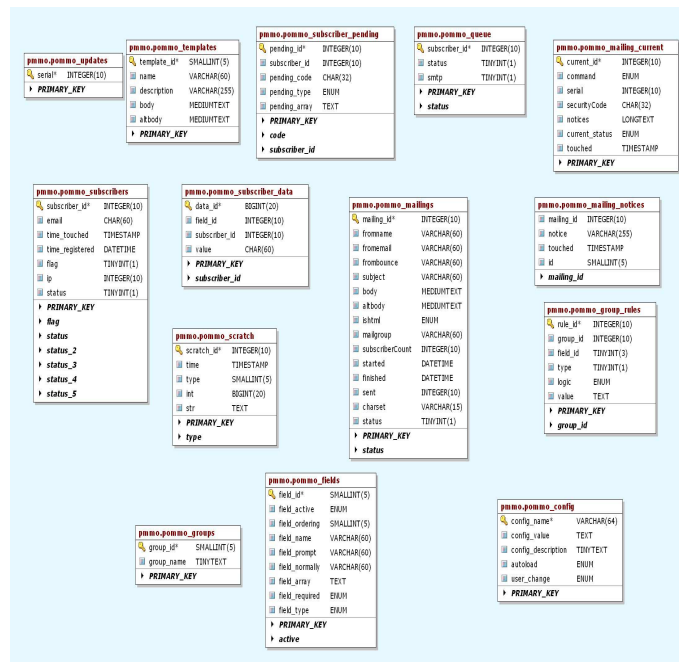 pmmo.pommo_updates
serial* INTEGER(10)
PRIMARY_KEY
pmmo.pommo_templates
template_id* SMALLINT(5)
name VARCHAR(60)
description VARCHAR(255)
body MEDIUMTEXT
altbody MEDIUMTEXT
PRIMARY_KEY
pmmo.pommo_subscriber_pending
pending_id* INTEGER(10)
subscriber_id INTEGER(10)
pending_code CHAR(32)
pending_type ENUM
pending_array TEXT
PRIMARY_KEY
code
subscriber_id
pmmo.pommo_queue
subscriber_id* INTEGER(10)
status TINYINT(1)
smtp TINYINT(1)
PRIMARY_KEY
status
pmmo.pommo_mailing_current
current_id* INTEGER(10)
command ENUM
serial INTEGER(10)
securityCode CHAR(32)
notices LONGTEXT
current_status ENUM
touched TIMESTAMP
PRIMARY_KEY
pmmo.pommo_subscribers
subscriber_id* INTEGER(10)
email CHAR(60)
time_touched TIMESTAMP
time_registered DATETIME
flag TINYINT(1)
ip INTEGER(10)
status TINYINT(1)
PRIMARY_KEY
flag
status
status_2
status_3
status_4
status_5
pmmo.pommo_subscriber_data
data_id* BIGINT(20)
field_id INTEGER(10)
subscriber_id INTEGER(10)
value CHAR(60)
PRIMARY_KEY
subscriber_id
pmmo.pommo_mailings
mailing_id* INTEGER(10)
fromname VARCHAR(60)
fromemail VARCHAR(60)
frombounce VARCHAR(60)
subject VARCHAR(60)
body MEDIUMTEXT
altbody MEDIUMTEXT
ishtml ENUM
mailgroup VARCHAR(60)
subscriberCount INTEGER(10)
started DATETIME
finished DATETIME
sent INTEGER(10)
charset VARCHAR(15)
status TINYINT(1)
PRIMARY_KEY
status
pmmo.pommo_mailing_notices
mailing_id INTEGER(10)
notice VARCHAR(255)
touched TIMESTAMP
id SMALLINT(5)
mailing_id
pmmo.pommo_group_rules
rule_id* INTEGER(10)
group_id INTEGER(10)
field_id TINYINT(3)
type TINYINT(1)
logic ENUM
value TEXT
PRIMARY_KEY
group_id
pmmo.pommo_scratch
scratch_id* INTEGER(10)
time TIMESTAMP
type SMALLINT(5)
int BIGINT(20)
str TEXT
PRIMARY_KEY
type
pmmo.pommo_groups
group_id* SMALLINT(5)
group_name TINYTEXT
PRIMARY_KEY
pmmo.pommo_fields
field_id* SMALLINT(5)
field_active ENUM
field_ordering SMALLINT(5)
field_name VARCHAR(60)
field_prompt VARCHAR(60)
field_normally VARCHAR(60)
field_array TEXT
field_required ENUM
field_type ENUM
PRIMARY_KEY
active
pmmo.pommo_config
config_name* VARCHAR(64)
config_value TEXT
config_description TINYTEXT
autoload ENUM
user_change ENUM
PRIMARY_KEY